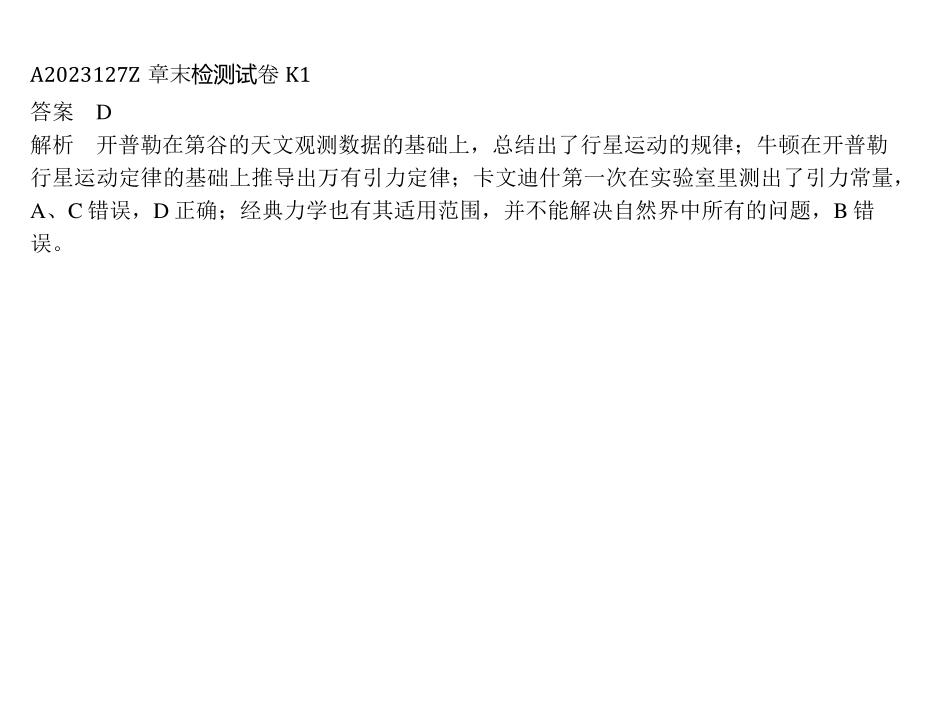 A2023127Z 章末检测试卷 K1
答案　D
解析　开普勒在第谷的天文观测数据的基础上，总结出了行星运动的规律；牛顿在开普勒
行星运动定律的基础上推导出万有引力定律；卡文迪什第一次在实验室里测出了引力常量，
A、C 错误，D 正确；经典力学也有其适用范围，并不能解决自然界中所有的问题，B 错
误。